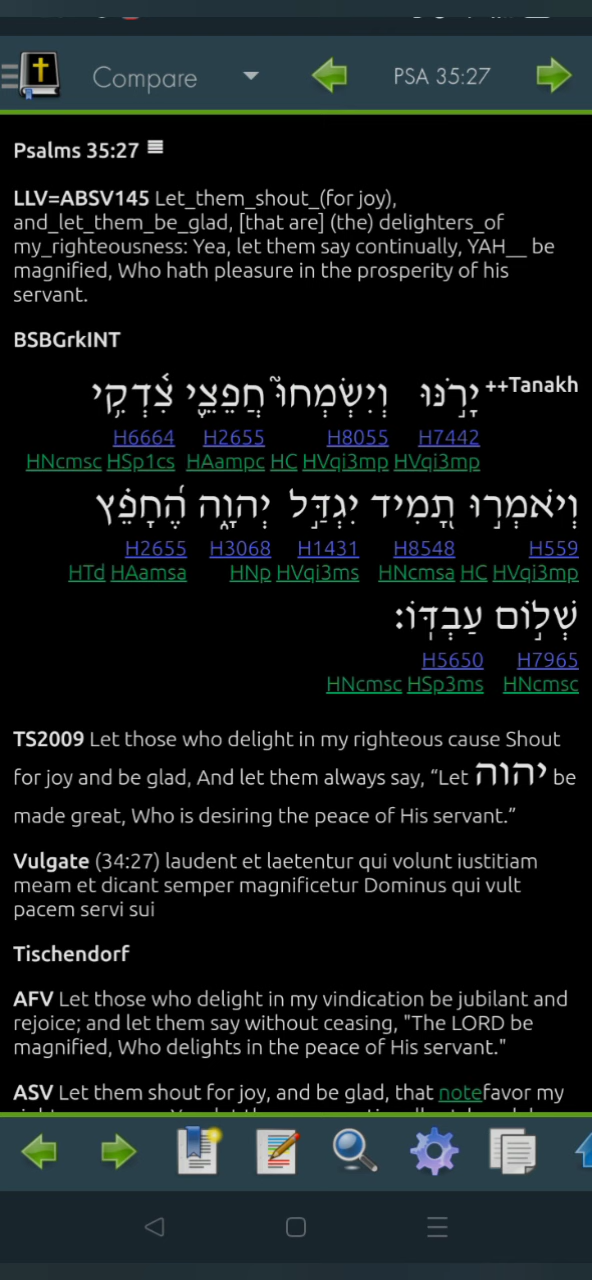 Compare
PSA 35:27
Psalms 35:27
LLV=ABSV145 Let_them_shout_(for joy),
and_let_them_be_glad, [that are] (the) delighters_of
my_righteousness: Yea, let them say continually, YAH__ be
magnified, Who hath pleasure in the prosperity of his
servant.
BSBGrkINT
++Tanakh יָרֹ֣נּוּ וְיִשְׂמְחוּ֮ חֲפֵצֵ֪י צִ֫דְקִ֥י
H6664 H2655 H8055 H7442
HNcmsc HSp1cs HAampc HC HVqi3mp HVqi3mp
וְיֹאמְר֣וּ תָ֭מִיד יִגְדַּ֣ל יְהוָ֑ה הֶ֝חָפֵ֗ץ
H2655 H3068 H1431 H8548 H559
HTd HAamsa HNp HVqi3ms HNcmsa HC HVqi3mp
שְׁל֣וֹם עַבְדּֽוֹ׃
H5650 H7965
HNcmsc HSp3ms HNcmsc
TS2009 Let those who delight in my righteous cause Shout
for joy and be glad, And let them always say, “Let יהוה be
made great, Who is desiring the peace of His servant.”
Vulgate (34:27) laudent et laetentur qui volunt iustitiam
meam et dicant semper magnificetur Dominus qui vult
pacem servi sui
Tischendorf
AFV Let those who delight in my vindication be jubilant and
rejoice; and let them say without ceasing, "The LORD be
magnified, Who delights in the peace of His servant."
ASV Let them shout for joy, and be glad, that notefavor my